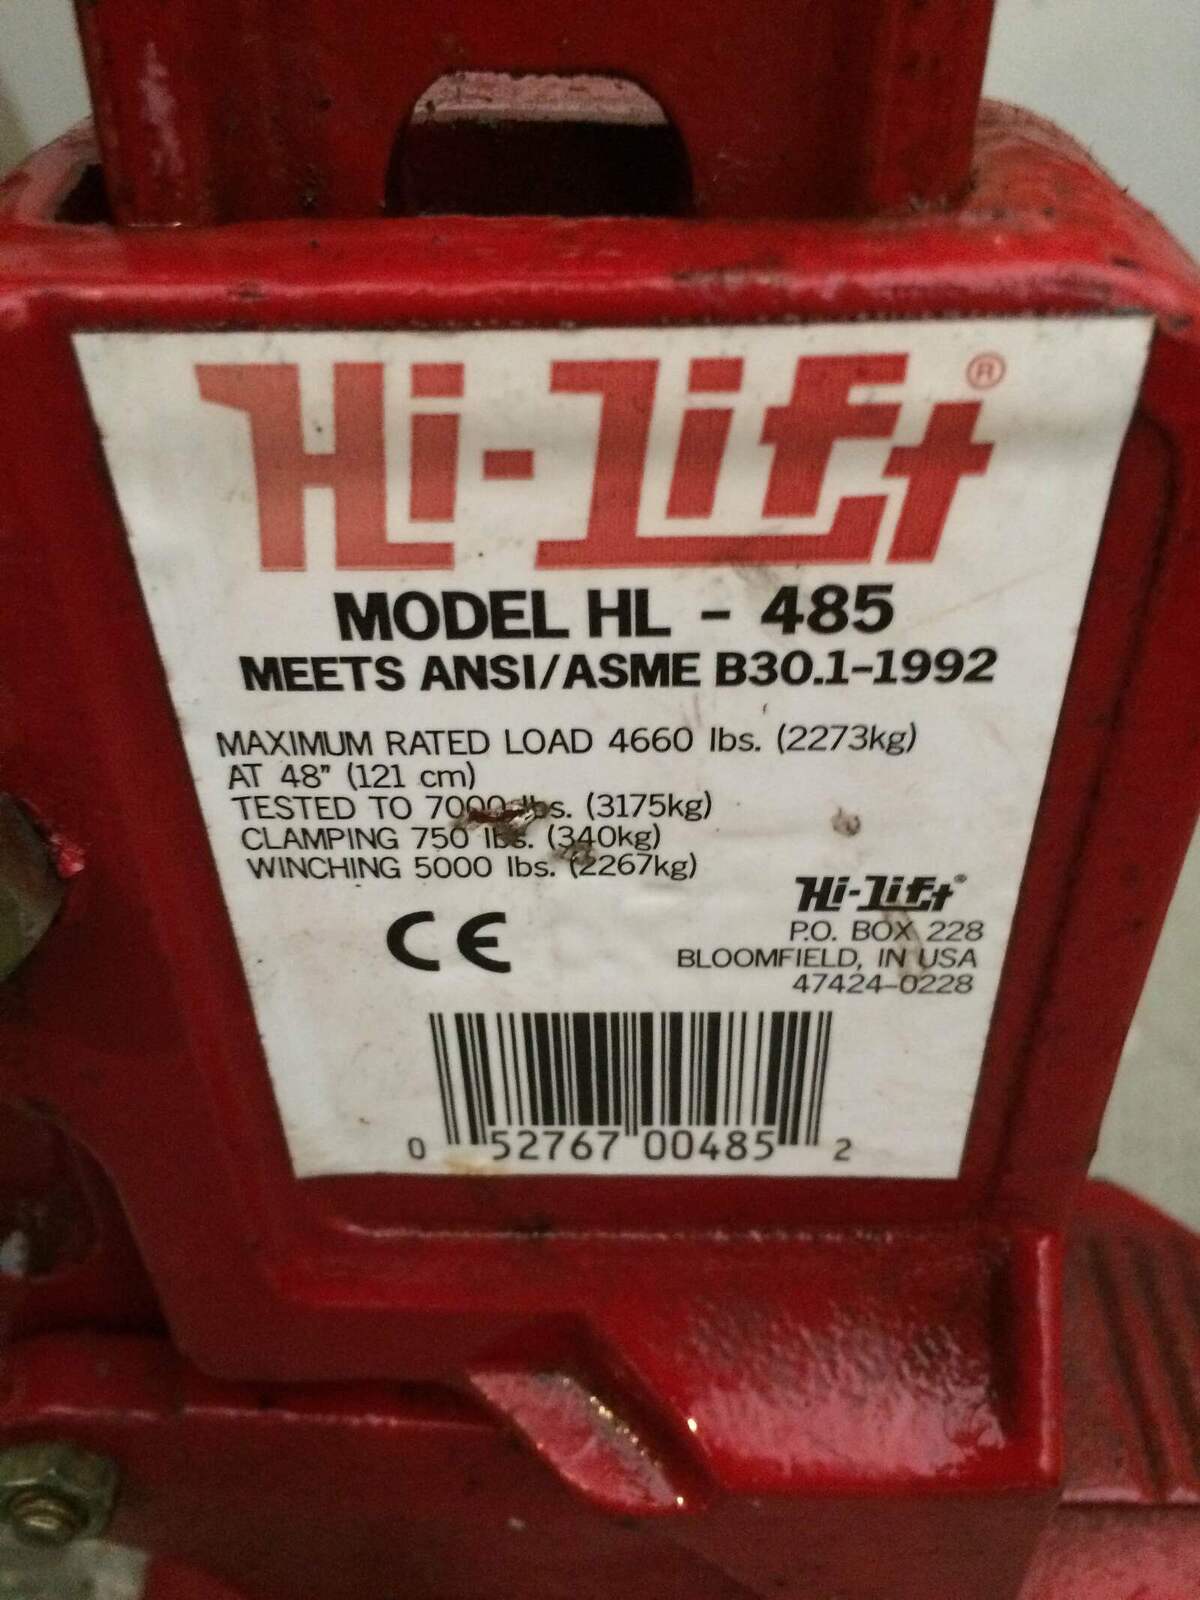 Hi-Lift®
MODEL HL - 485
MEETS ANSI/ASME B30.1-1992
MAXIMUM RATED LOAD 4660 lbs. (2273kg)
AT 48" (121 cm)
TESTED TO 7000 lbs. (3175kg)
CLAMPING 750 lbs. (340kg)
WINCHING 5000 lbs. (2267kg)
CE
Hi-Lift®
P.O. BOX 228
BLOOMFIELD, IN USA
47424-0228
0 52767 00485 2